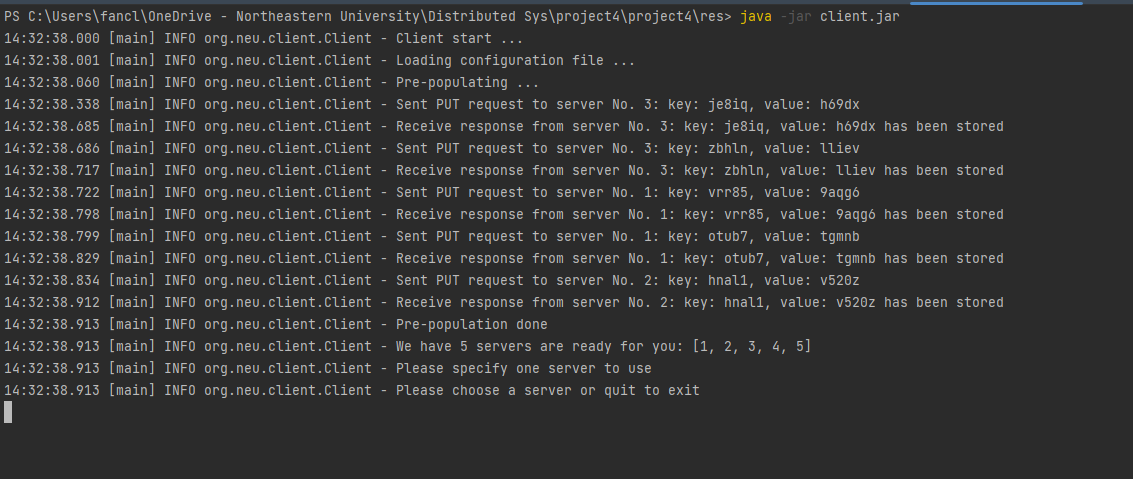 PS C:\Users\fancl\OneDrive - Northeastern University\Distributed Sys\project4\project4\res> java -jar client.jar
14:32:38.000 [main] INFO org.neu.client.Client - Client start ...
14:32:38.001 [main] INFO org.neu.client.Client - Loading configuration file ...
14:32:38.060 [main] INFO org.neu.client.Client - Pre-populating ...
14:32:38.338 [main] INFO org.neu.client.Client - Sent PUT request to server No. 3: key: je8iq, value: h69dx
14:32:38.685 [main] INFO org.neu.client.Client - Receive response from server No. 3: key: je8iq, value: h69dx has been stored
14:32:38.686 [main] INFO org.neu.client.Client - Sent PUT request to server No. 3: key: zbhln, value: lliev
14:32:38.717 [main] INFO org.neu.client.Client - Receive response from server No. 3: key: zbhln, value: lliev has been stored
14:32:38.722 [main] INFO org.neu.client.Client - Sent PUT request to server No. 1: key: vrr85, value: 9aqg6
14:32:38.798 [main] INFO org.neu.client.Client - Receive response from server No. 1: key: vrr85, value: 9aqg6 has been stored
14:32:38.799 [main] INFO org.neu.client.Client - Sent PUT request to server No. 1: key: otub7, value: tgmnb
14:32:38.829 [main] INFO org.neu.client.Client - Receive response from server No. 1: key: otub7, value: tgmnb has been stored
14:32:38.834 [main] INFO org.neu.client.Client - Sent PUT request to server No. 2: key: hnal1, value: v520z
14:32:38.912 [main] INFO org.neu.client.Client - Receive response from server No. 2: key: hnal1, value: v520z has been stored
14:32:38.913 [main] INFO org.neu.client.Client - Pre-population done
14:32:38.913 [main] INFO org.neu.client.Client - We have 5 servers are ready for you: [1, 2, 3, 4, 5]
14:32:38.913 [main] INFO org.neu.client.Client - Please specify one server to use
14:32:38.913 [main] INFO org.neu.client.Client - Please choose a server or quit to exit